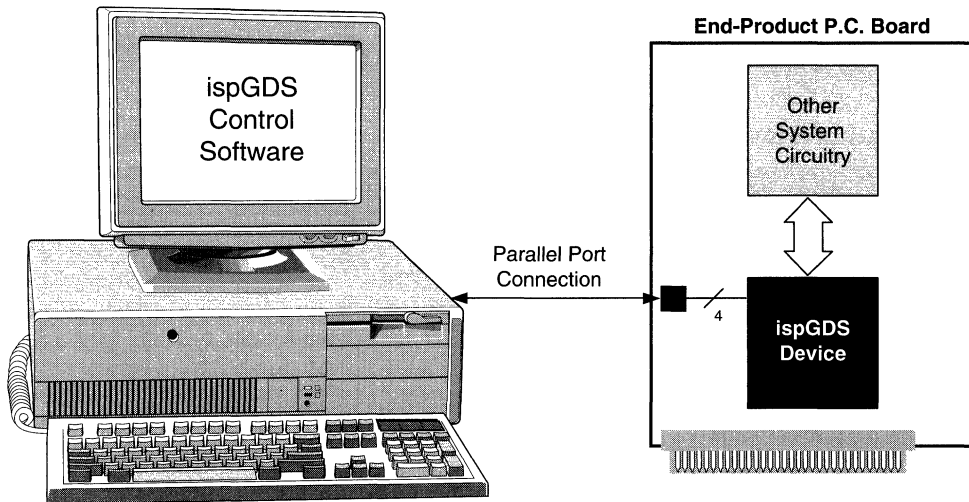 End-Product P.C. Board
ispGDS
Control
Software
Other
System
Circuitry
Parallel Port
Connection
4
ispGDS
Device